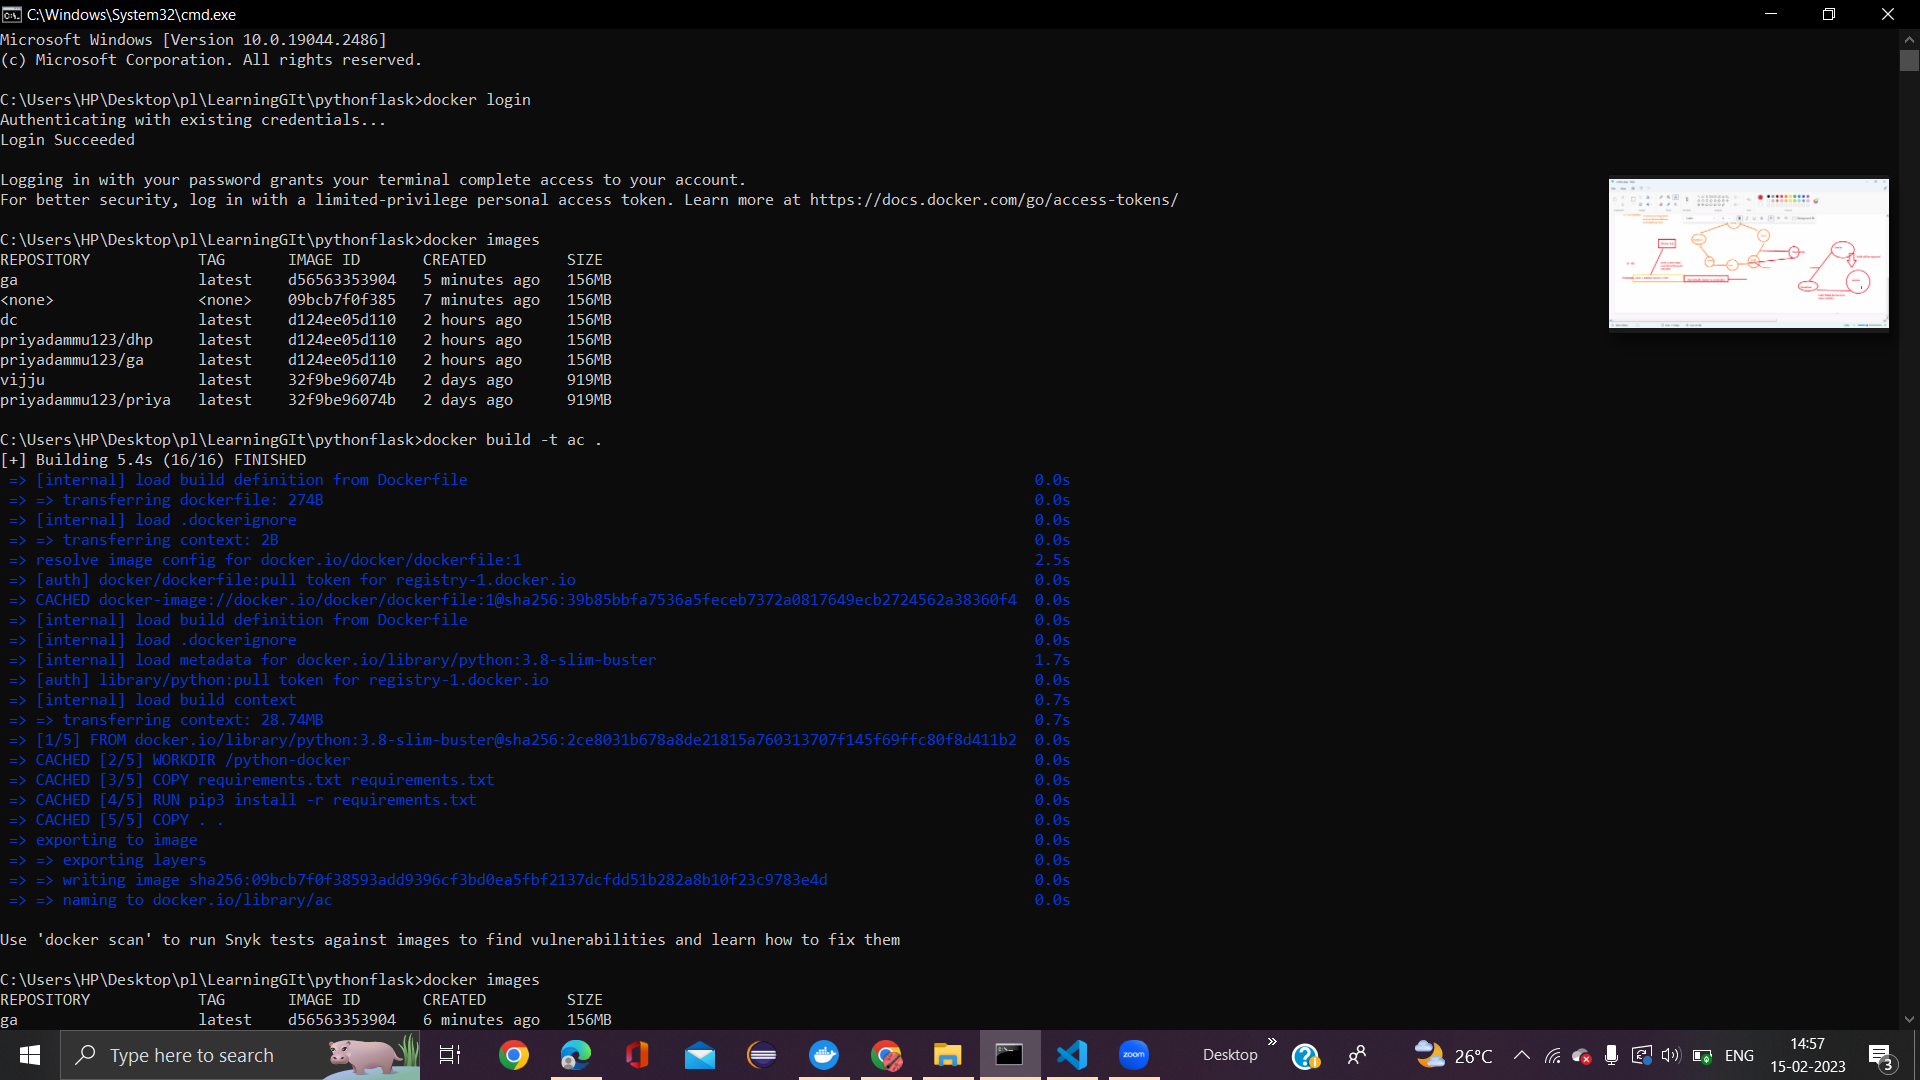 C:\Windows\System32\cmd.exe
Microsoft Windows [Version 10.0.19044.2486]
(c) Microsoft Corporation. All rights reserved.
C:\Users\HP\Desktop\pl\LearningGIt\pythonflask>docker login
Authenticating with existing credentials...
Login Succeeded
Logging in with your password grants your terminal complete access to your account.
For better security, log in with a limited-privilege personal access token. Learn more at https://docs.docker.com/go/access-tokens/
C:\Users\HP\Desktop\pl\LearningGIt\pythonflask>docker images
REPOSITORY TAG IMAGE ID CREATED SIZE
ga latest d56563353904 5 minutes ago 156MB
<none> <none> 09bcb7f0f385 7 minutes ago 156MB
dc latest d124ee05d110 2 hours ago 156MB
priyadammu123/dhp latest d124ee05d110 2 hours ago 156MB
priyadammu123/ga latest d124ee05d110 2 hours ago 156MB
vijju latest 32f9be96074b 2 days ago 919MB
priyadammu123/priya latest 32f9be96074b 2 days ago 919MB
C:\Users\HP\Desktop\pl\LearningGIt\pythonflask>docker build -t ac .
[+] Building 5.4s (16/16) FINISHED
=> [internal] load build definition from Dockerfile 0.0s
=> => transferring dockerfile: 274B 0.0s
=> [internal] load .dockerignore 0.0s
=> => transferring context: 2B 0.0s
=> resolve image config for docker.io/docker/dockerfile:1 2.5s
=> [auth] docker/dockerfile:pull token for registry-1.docker.io 0.0s
=> CACHED docker-image://docker.io/docker/dockerfile:1@sha256:39b85bbfa7536a5feceb7372a0817649ecb2724562a38360f4 0.0s
=> [internal] load build definition from Dockerfile 0.0s
=> [internal] load .dockerignore 0.0s
=> [internal] load metadata for docker.io/library/python:3.8-slim-buster 1.7s
=> [auth] library/python:pull token for registry-1.docker.io 0.0s
=> [internal] load build context 0.7s
=> => transferring context: 28.74MB 0.7s
=> [1/5] FROM docker.io/library/python:3.8-slim-buster@sha256:2ce8031b678a8de21815a760313707f145f69ffc80f8d411b2 0.0s
=> CACHED [2/5] WORKDIR /python-docker 0.0s
=> CACHED [3/5] COPY requirements.txt requirements.txt 0.0s
=> CACHED [4/5] RUN pip3 install -r requirements.txt 0.0s
=> CACHED [5/5] COPY . . 0.0s
=> exporting to image 0.0s
=> => exporting layers 0.0s
=> => writing image sha256:09bcb7f0f38593add9396cf3bd0ea5fbf2137dcfdd51b282a8b10f23c9783e4d 0.0s
=> => naming to docker.io/library/ac 0.0s
Use 'docker scan' to run Snyk tests against images to find vulnerabilities and learn how to fix them
C:\Users\HP\Desktop\pl\LearningGIt\pythonflask>docker images
REPOSITORY TAG IMAGE ID CREATED SIZE
ga latest d56563353904 6 minutes ago 156MB
Type here to search
zoom
Desktop
26°C
ENG
14:57
15-02-2023
3